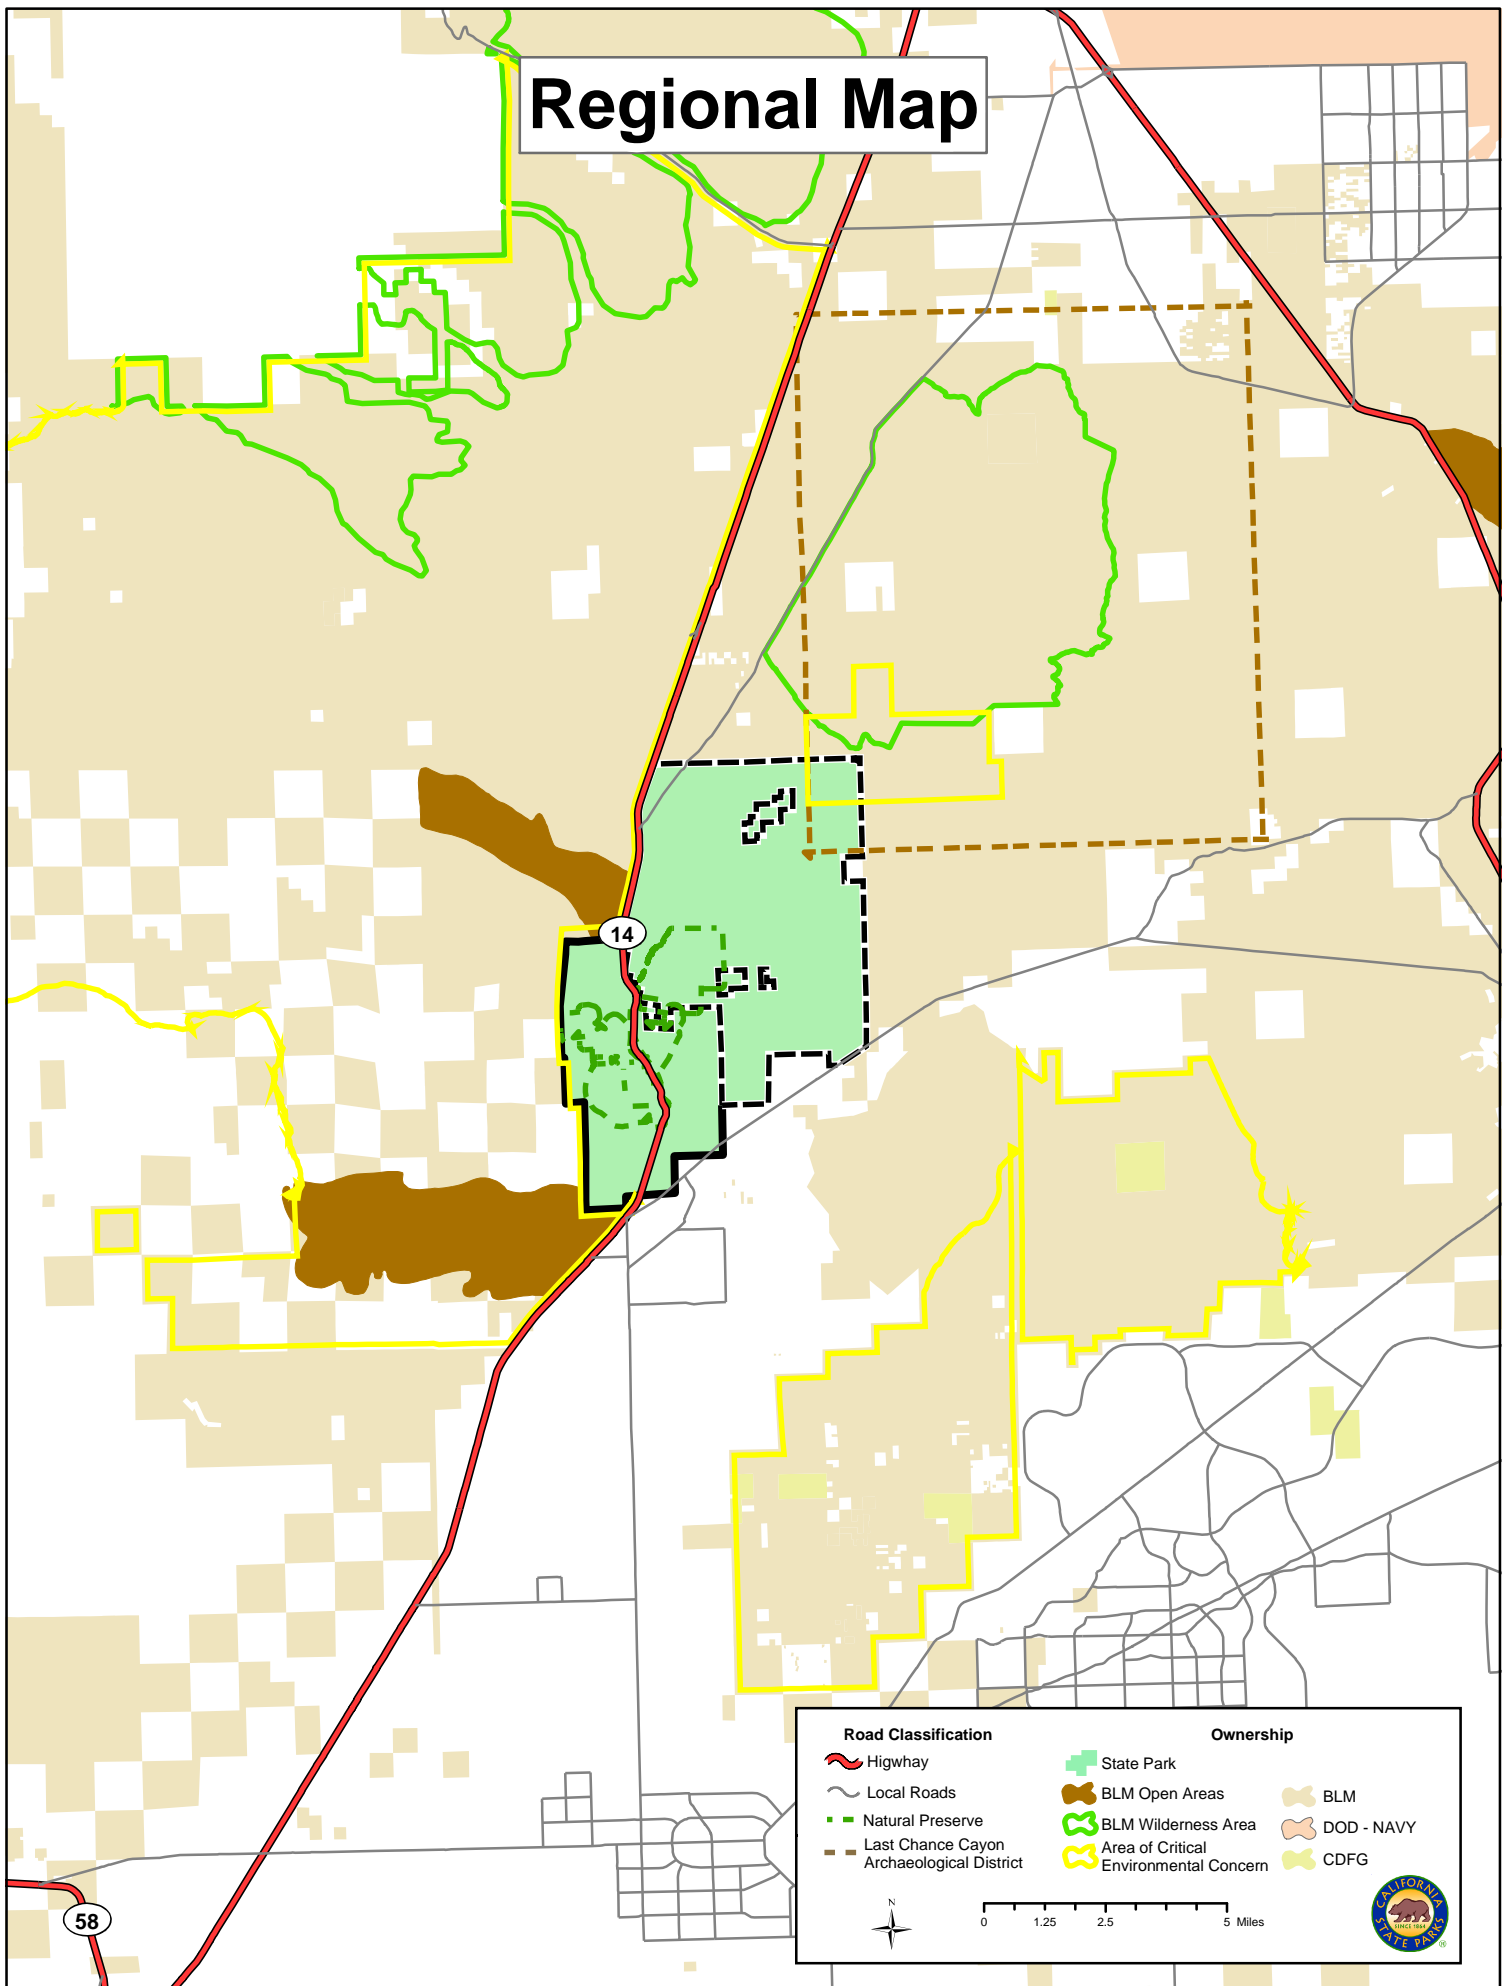 Regional Map
14
58
Road Classification
Higwhay
Local Roads
Natural Preserve
Last Chance Cayon
Archaeological District
Ownership
State Park
BLM Open Areas
BLM Wilderness Area
Area of Critical
Environmental Concern
BLM
DOD - NAVY
CDFG
N
0 1.25 2.5 5 Miles
CALIFORNIA
SINCE 1864
STATE PARKS
®